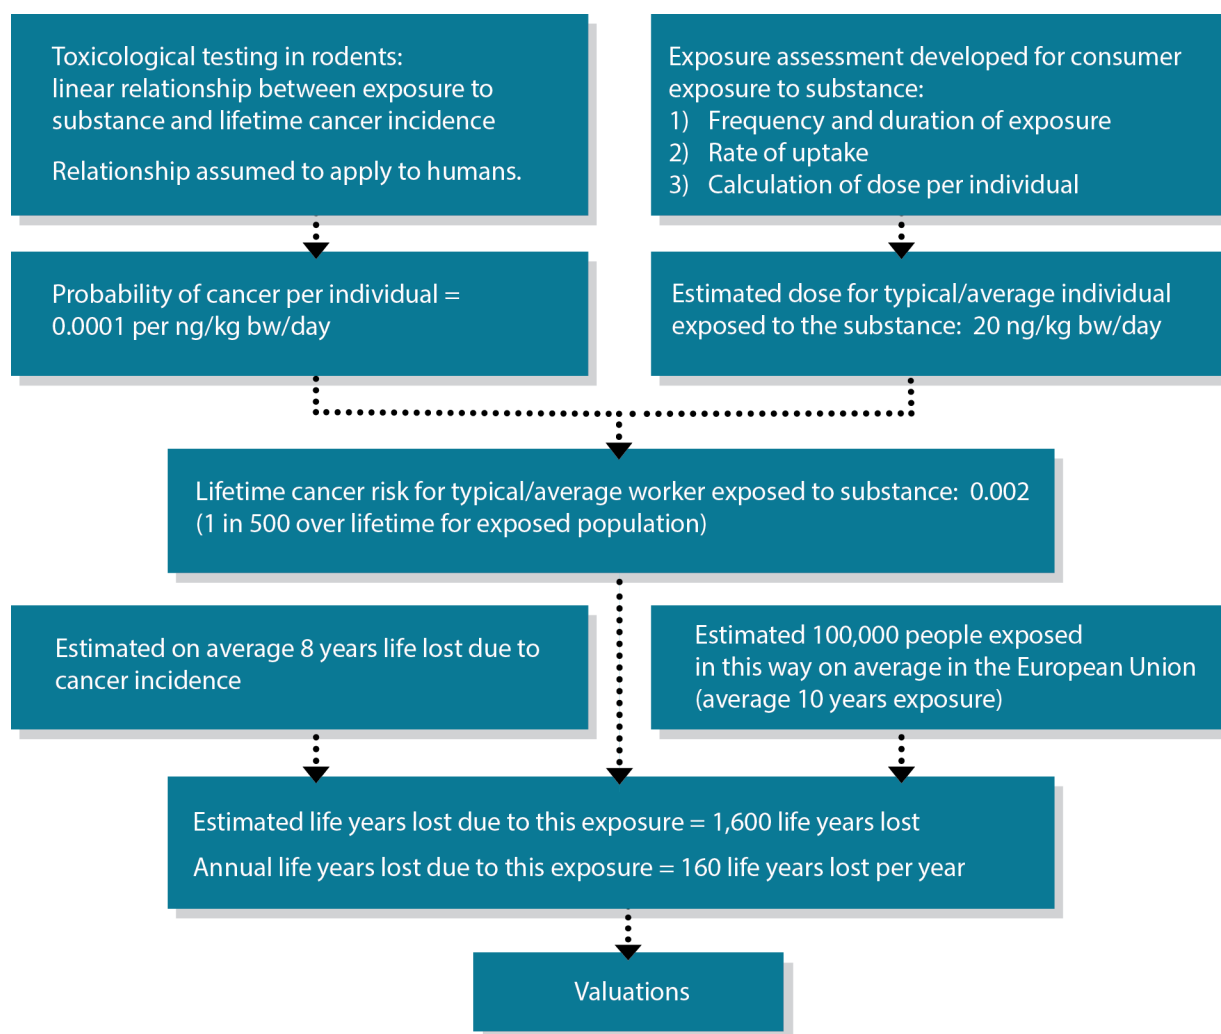 Toxicological testing in rodents:
linear relationship between exposure to
substance and lifetime cancer incidence
Relationship assumed to apply to humans.
Exposure assessment developed for consumer
exposure to substance:
1) Frequency and duration of exposure
2) Rate of uptake
3) Calculation of dose per individual
Probability of cancer per individual =
0.0001 per ng/kg bw/day
Estimated dose for typical/average individual
exposed to the substance: 20 ng/kg bw/day
Lifetime cancer risk for typical/average worker exposed to substance: 0.002
(1 in 500 over lifetime for exposed population)
Estimated on average 8 years life lost due to
cancer incidence
Estimated 100,000 people exposed
in this way on average in the European Union
(average 10 years exposure)
Estimated life years lost due to this exposure = 1,600 life years lost
Annual life years lost due to this exposure = 160 life years lost per year
Valuations